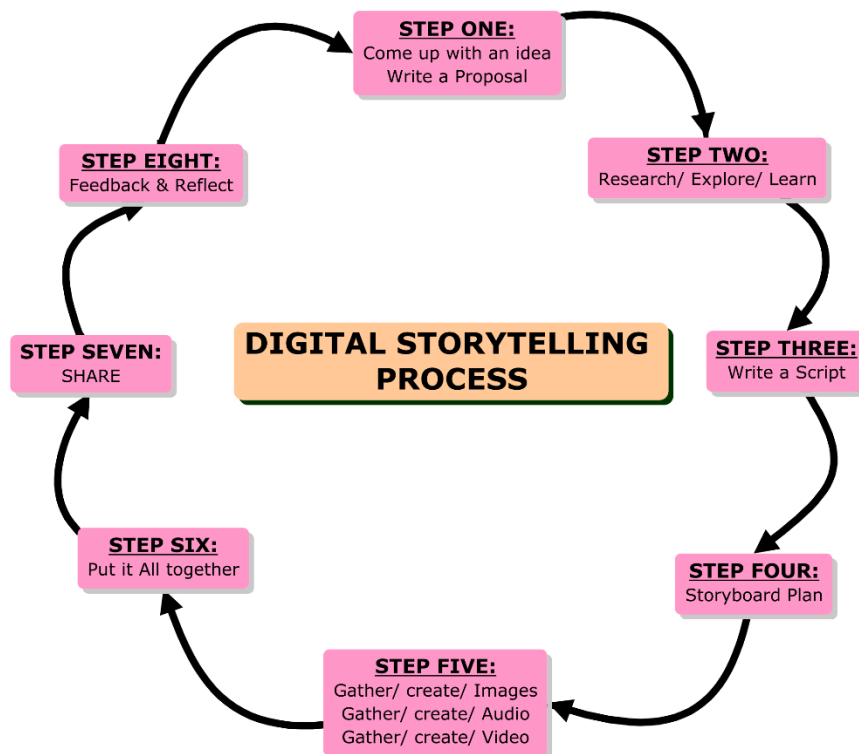 STEP ONE:
Come up with an idea
Write a Proposal
STEP TWO:
Research/ Explore/ Learn
STEP THREE:
Write a Script
STEP FOUR:
Storyboard Plan
STEP FIVE:
Gather/ create/ Images
Gather/ create/ Audio
Gather/ create/ Video
STEP SIX:
Put it All together
STEP SEVEN:
SHARE
STEP EIGHT:
Feedback & Reflect
DIGITAL STORYTELLING
PROCESS